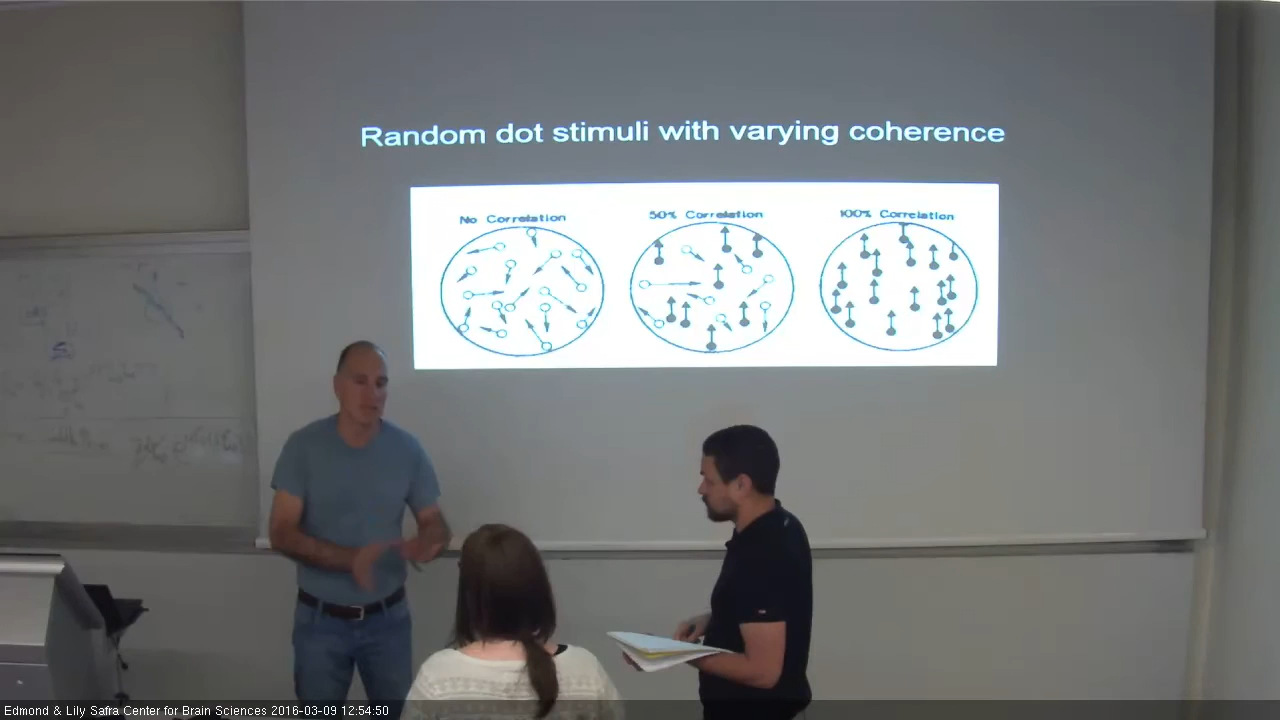 Random dot stimuli with varying coherence
No Correlation
50% Correlation
100% Correlation
Edmond & Lily Safra Center for Brain Sciences 2016-03-09 12:54:50